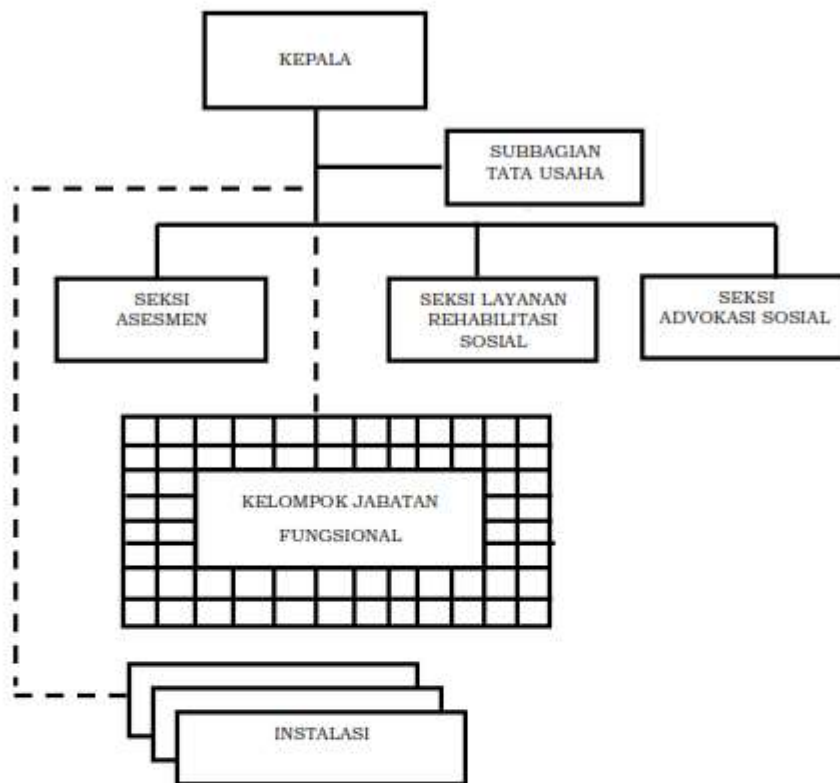 KEPALA
SUBBAGIAN
TATA USAHA
SEKSI
ASESMEN
SEKSI LAYANAN
REHABILITASI
SOSIAL
SEKSI
ADVOKASI SOSIAL
KELOMPOK JABATAN
FUNGSIONAL
INSTALASI